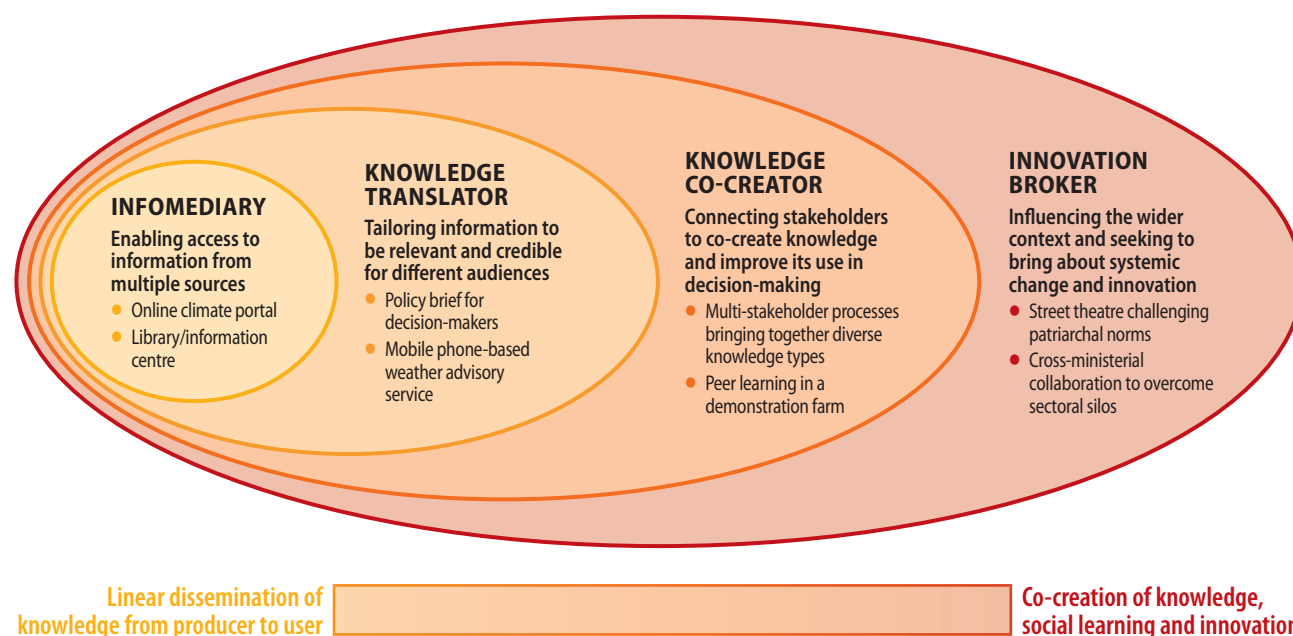 INFOMEDIARY
Enabling access to
information from
multiple sources
• Online climate portal
• Library/information
centre
KNOWLEDGE
TRANSLATOR
Tailoring information to
be relevant and credible
for different audiences
• Policy brief for
decision-makers
• Mobile phone-based
weather advisory
service
KNOWLEDGE
CO-CREATOR
Connecting stakeholders
to co-create knowledge
and improve its use in
decision-making
• Multi-stakeholder processes
bringing together diverse
knowledge types
• Peer learning in a
demonstration farm
INNOVATION
BROKER
Influencing the wider
context and seeking to
bring about systemic
change and innovation
• Street theatre challenging
patriarchal norms
• Cross-ministerial
collaboration to overcome
sectoral silos
Linear dissemination of
knowledge from producer to user
Co-creation of knowledge,
social learning and innovation